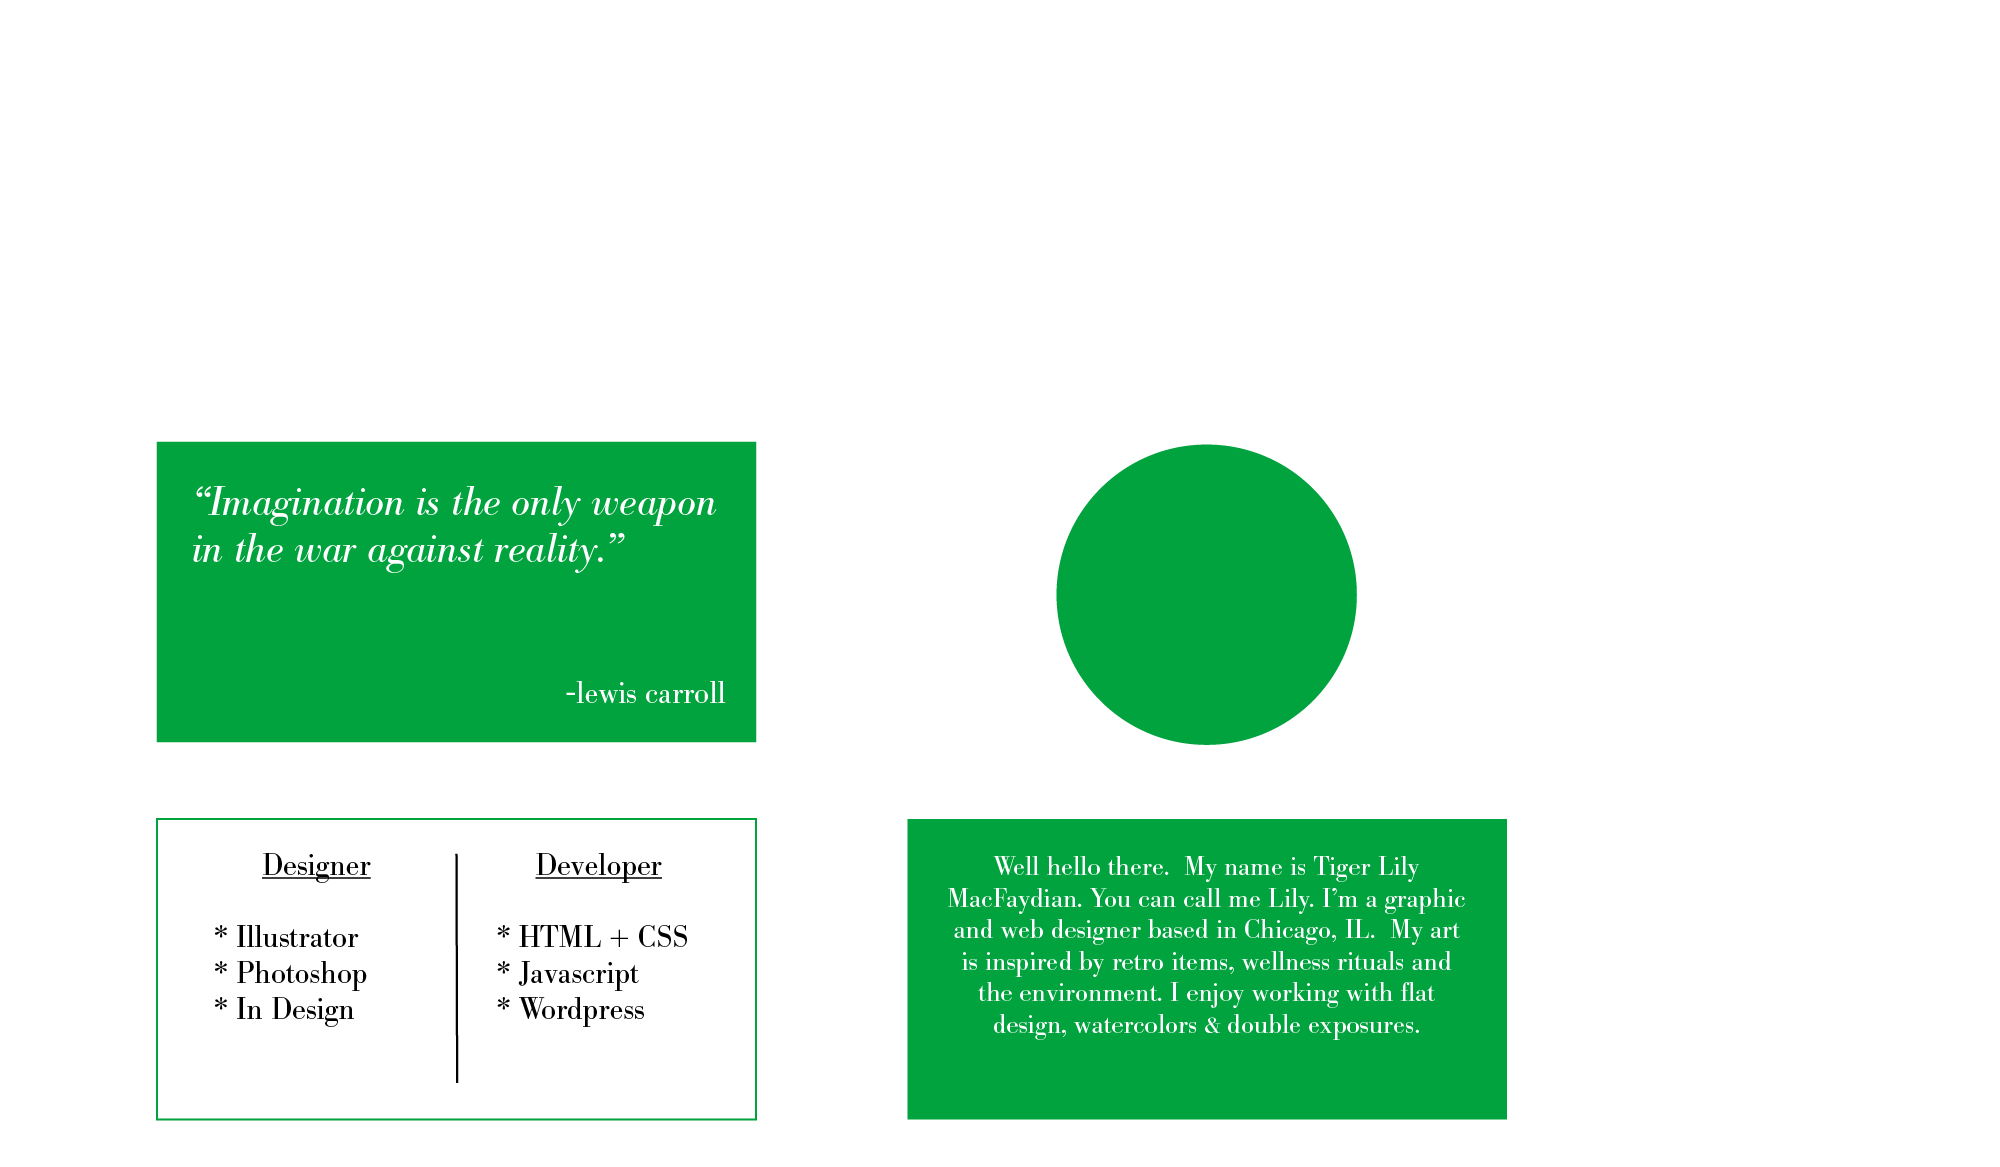 “Imagination is the only weapon
in the war against reality.”
-lewis carroll
Designer
* Illustrator
* Photoshop
* In Design
Developer
* HTML + CSS
* Javascript
* Wordpress
Well hello there.  My name is Tiger Lily
MacFaydian. You can call me Lily. I’m a graphic
and web designer based in Chicago, IL.  My art
is inspired by retro items, wellness rituals and
the environment. I enjoy working with flat
design, watercolors & double exposures.